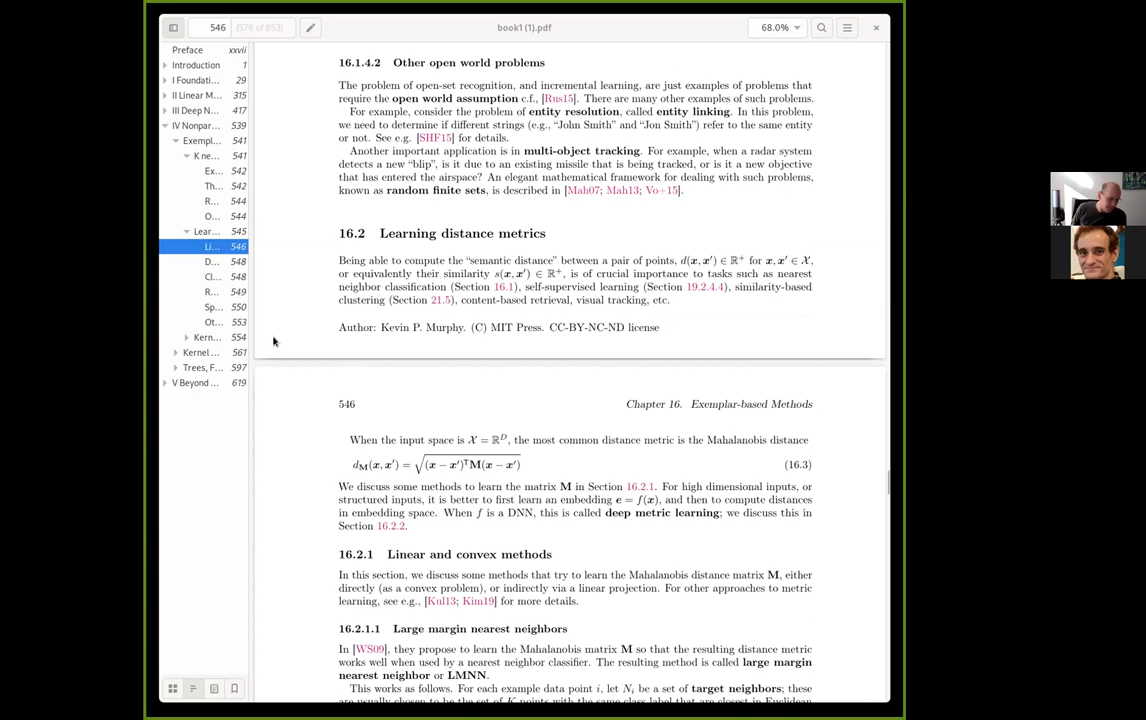 546 (576 of 853) book1 (1).pdf 68.0%
Preface xxvii
Introduction 1
I Foundati... 29
II Linear M... 315
III Deep N... 417
IV Nonpar... 539
Exempl... 541
K ne... 541
Ex... 542
Th... 542
R... 544
O... 544
Lear... 545
Li... 546
D... 548
Cl... 548
R... 549
Sp... 550
Ot... 553
Kern... 554
Kernel ... 561
Trees, F... 597
V Beyond ... 619
16.1.4.2 Other open world problems
The problem of open-set recognition, and incremental learning, are just examples of problems that
require the open world assumption c.f., [Rus15]. There are many other examples of such problems.
For example, consider the problem of entity resolution, called entity linking. In this problem,
we need to determine if different strings (e.g., “John Smith” and “Jon Smith”) refer to the same entity
or not. See e.g. [SHF15] for details.
Another important application is in multi-object tracking. For example, when a radar system
detects a new “blip”, is it due to an existing missile that is being tracked, or is it a new objective
that has entered the airspace? An elegant mathematical framework for dealing with such problems,
known as random finite sets, is described in [Mah07; Mah13; Vo+15].
16.2 Learning distance metrics
Being able to compute the “semantic distance” between a pair of points, d(x, x′) ∈ ℝ⁺ for x, x′ ∈ 𝒳,
or equivalently their similarity s(x, x′) ∈ ℝ⁺, is of crucial importance to tasks such as nearest
neighbor classification (Section 16.1), self-supervised learning (Section 19.2.4.4), similarity-based
clustering (Section 21.5), content-based retrieval, visual tracking, etc.
Author: Kevin P. Murphy. (C) MIT Press. CC-BY-NC-ND license
546 Chapter 16. Exemplar-based Methods
When the input space is 𝒳 = ℝᴰ, the most common distance metric is the Mahalanobis distance
d_M(x, x′) = √((x − x′)ᵀM(x − x′)) (16.3)
We discuss some methods to learn the matrix M in Section 16.2.1. For high dimensional inputs, or
structured inputs, it is better to first learn an embedding e = f(x), and then to compute distances
in embedding space. When f is a DNN, this is called deep metric learning; we discuss this in
Section 16.2.2.
16.2.1 Linear and convex methods
In this section, we discuss some methods that try to learn the Mahalanobis distance matrix M, either
directly (as a convex problem), or indirectly via a linear projection. For other approaches to metric
learning, see e.g., [Kul13; Kim19] for more details.
16.2.1.1 Large margin nearest neighbors
In [WS09], they propose to learn the Mahalanobis matrix M so that the resulting distance metric
works well when used by a nearest neighbor classifier. The resulting method is called large margin
nearest neighbor or LMNN.
This works as follows. For each example data point i, let Nᵢ be a set of target neighbors; these
are usually chosen to be the set of K points with the same class label that are closest in Euclidean